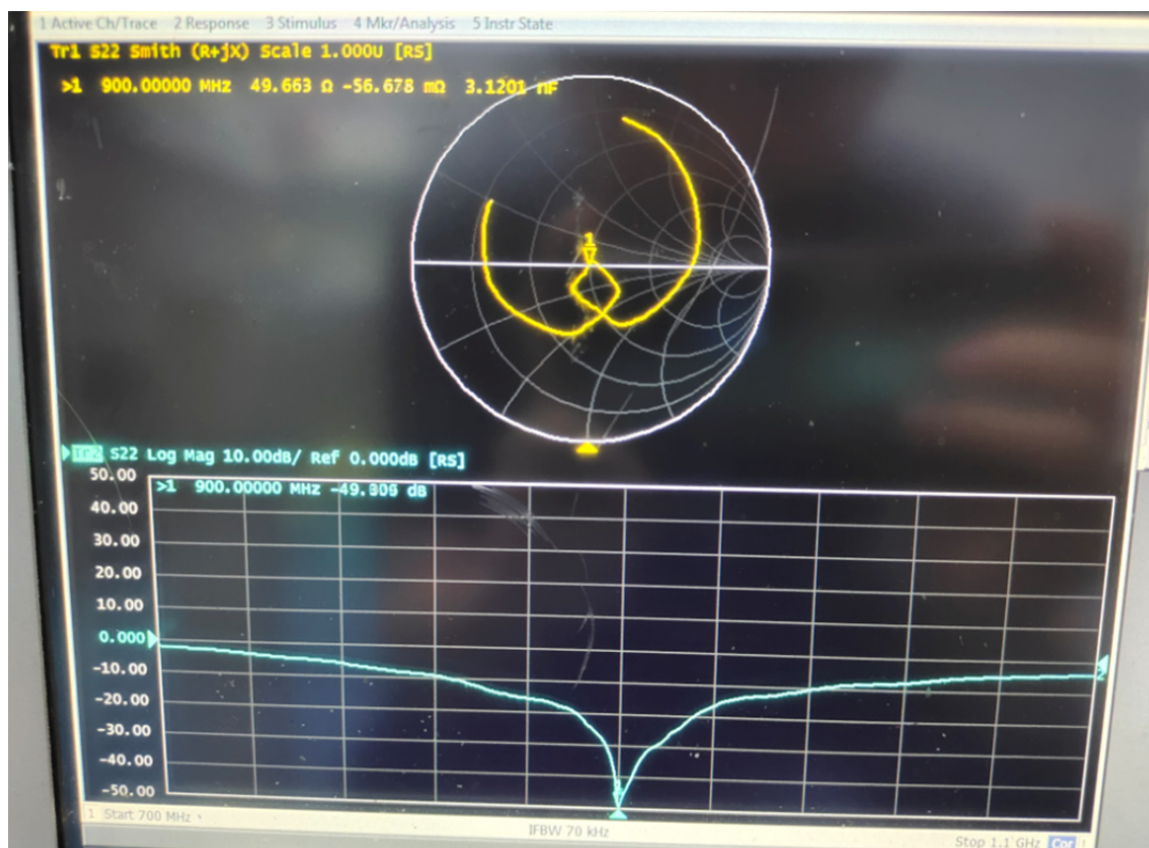 1 Active Ch/Trace 2 Response 3 Stimulus 4 Mkr/Analysis 5 Instr State
Tr1 S22 Smith (R+jX) Scale 1.000U [RS]
>1 900.00000 MHz 49.663 Ω -56.678 mΩ 3.1201 nF
1
Tr2 S22 Log Mag 10.00dB/ Ref 0.000dB [RS]
50.00
>1 900.00000 MHz -49.306 dB
40.00
30.00
20.00
10.00
0.000
-10.00
-20.00
-30.00
-40.00
-50.00
1 Start 700 MHz
IFBW 70 kHz
Stop 1.1 GHz Cor !